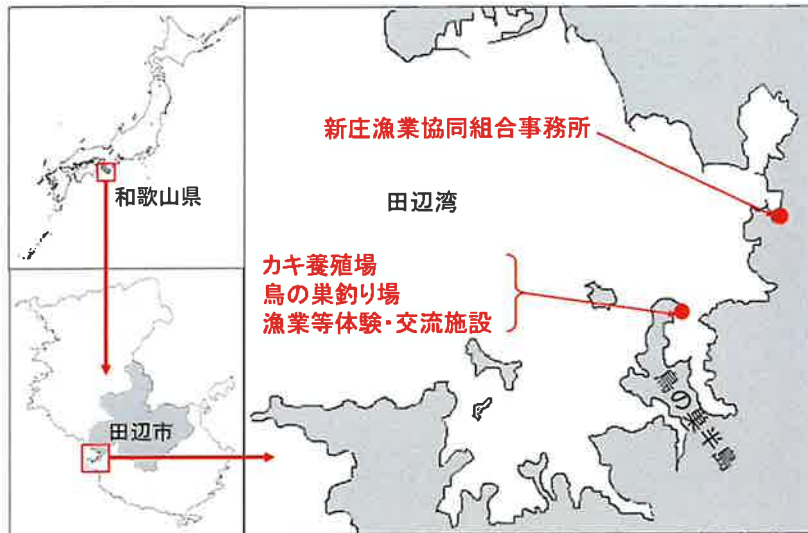 和歌山県
田辺市
新庄漁業協同組合事務所
田辺湾
カキ養殖場
鳥の巣釣り場
漁業等体験・交流施設
鳥の巣半島